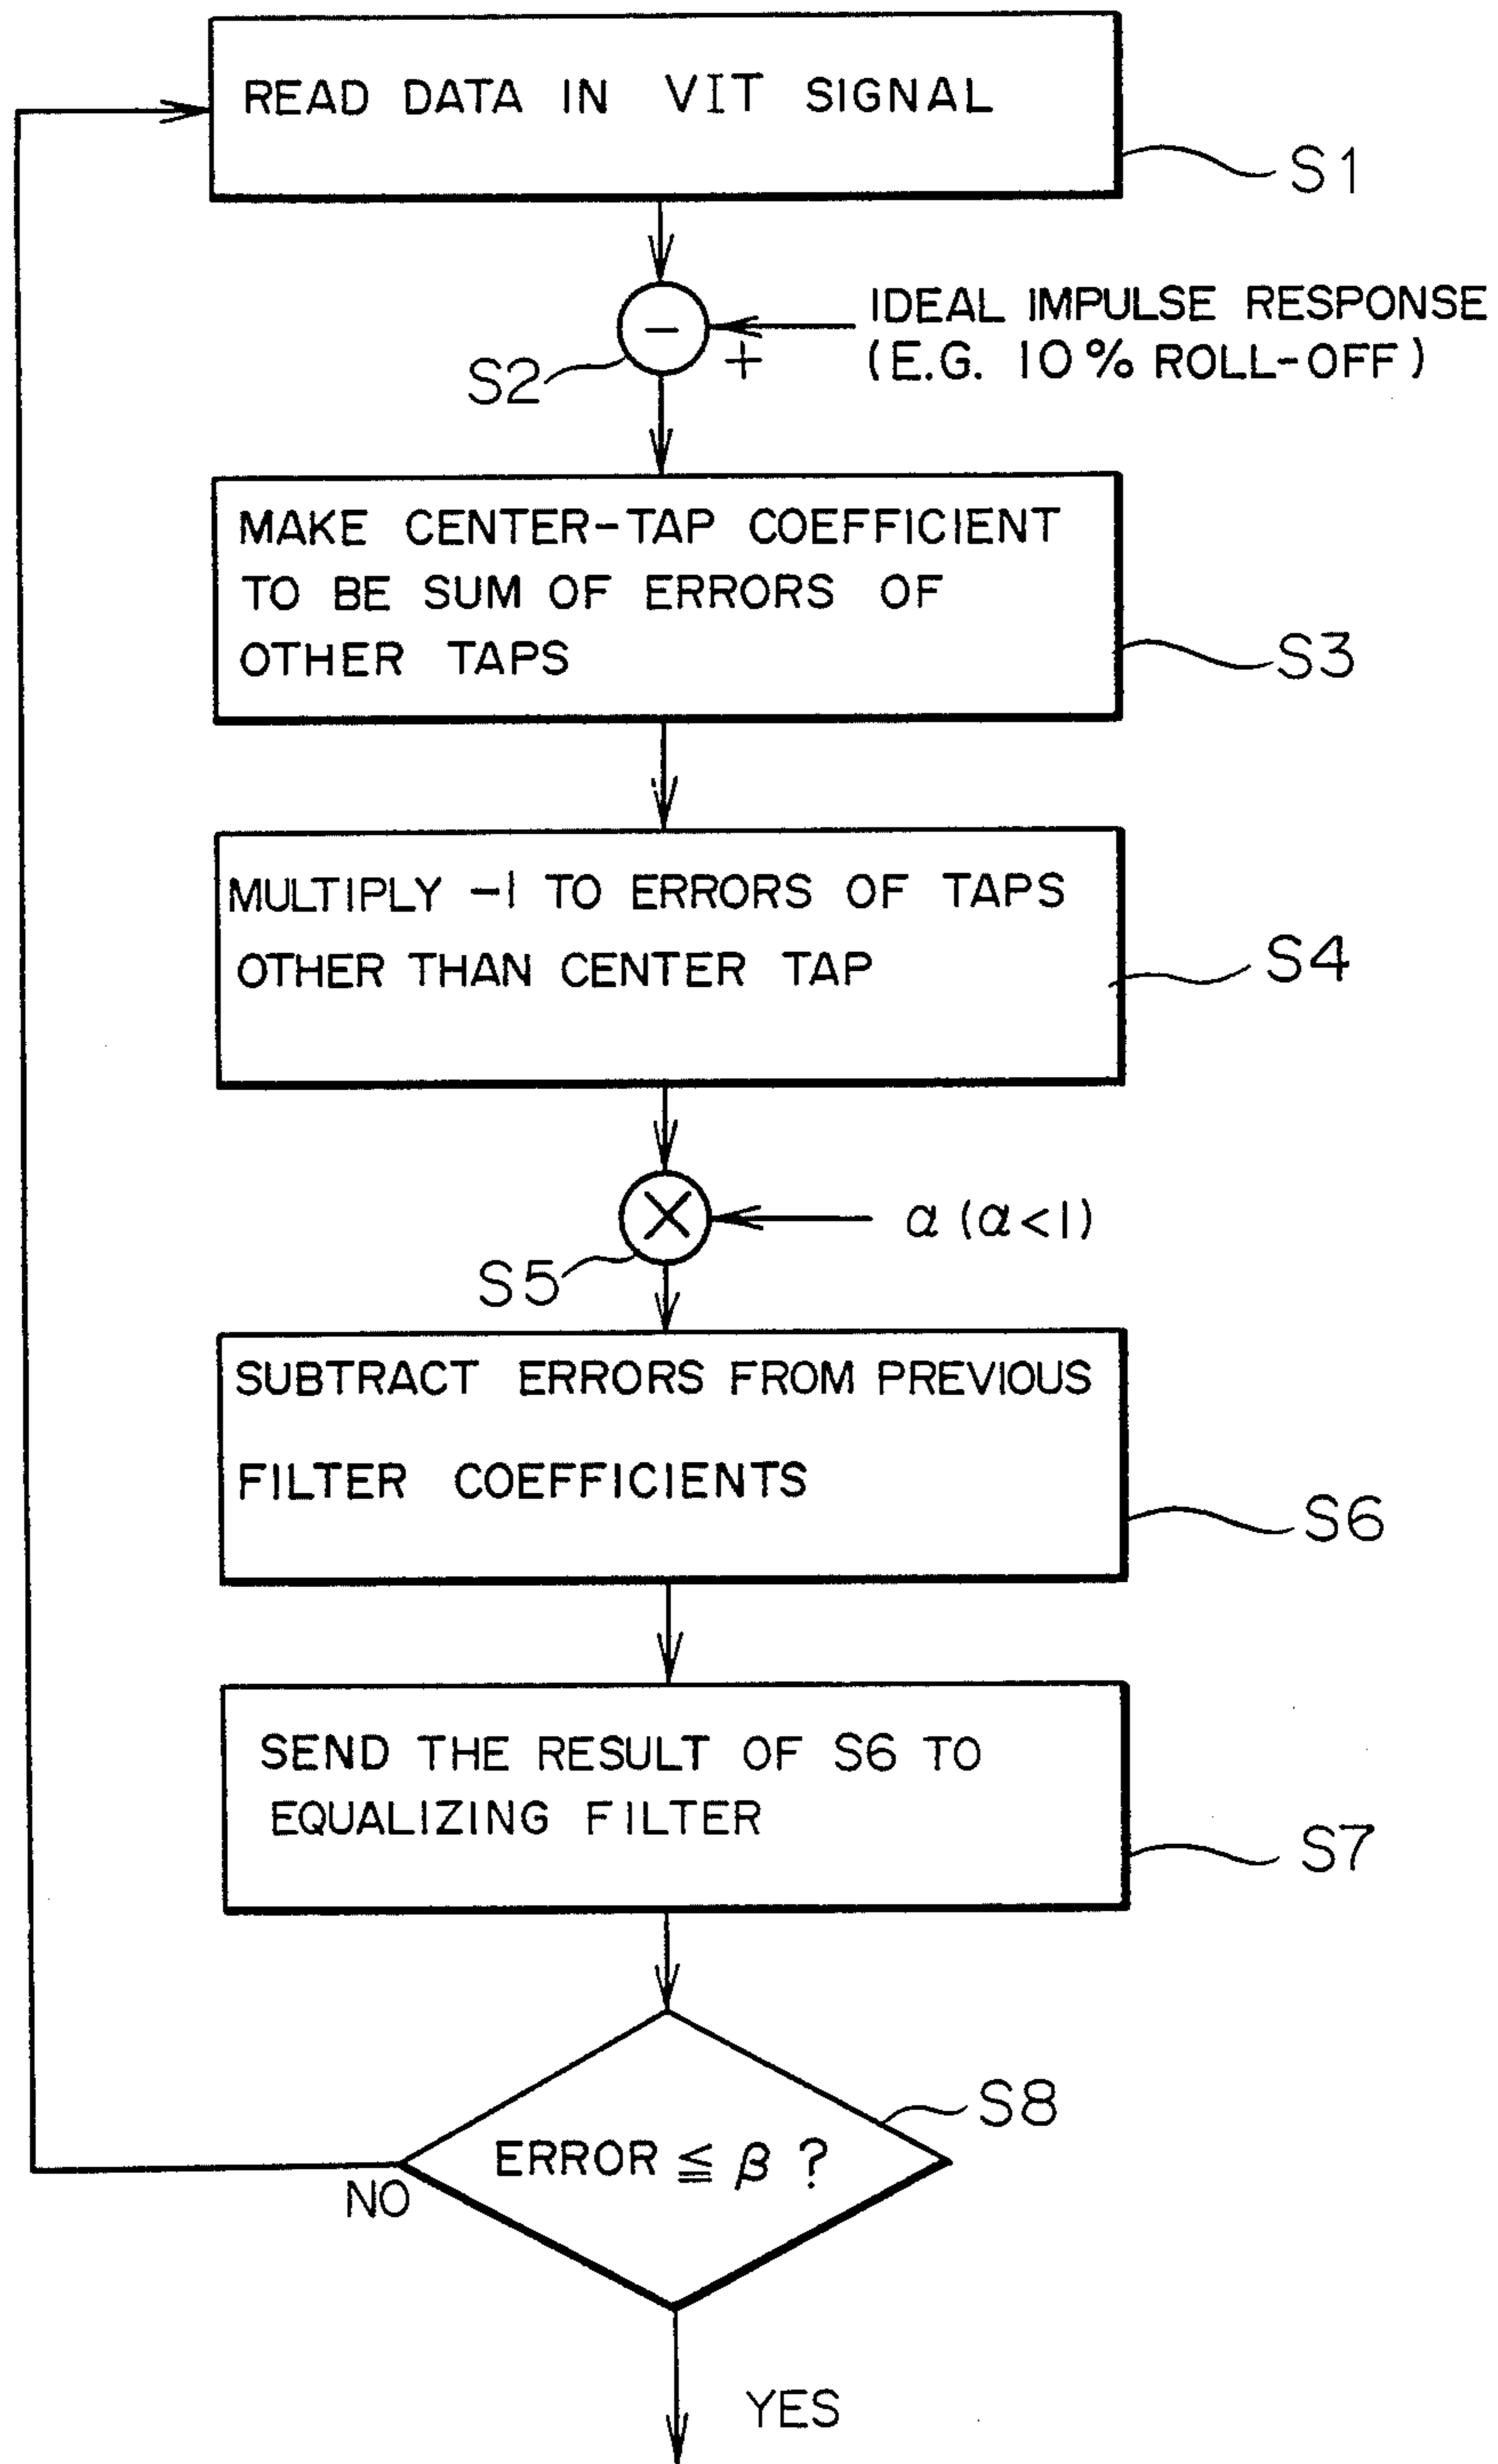 READ DATA IN VIT SIGNAL
S1
-
+
IDEAL IMPULSE RESPONSE
(E.G. 10% ROLL-OFF)
S2
MAKE CENTER-TAP COEFFICIENT
TO BE SUM OF ERRORS OF
OTHER TAPS
S3
MULTIPLY -1 TO ERRORS OF TAPS
OTHER THAN CENTER TAP
S4
×
α (α<1)
S5
SUBTRACT ERRORS FROM PREVIOUS
FILTER COEFFICIENTS
S6
SEND THE RESULT OF S6 TO
EQUALIZING FILTER
S7
S8
ERROR ≦ β ?
NO
YES